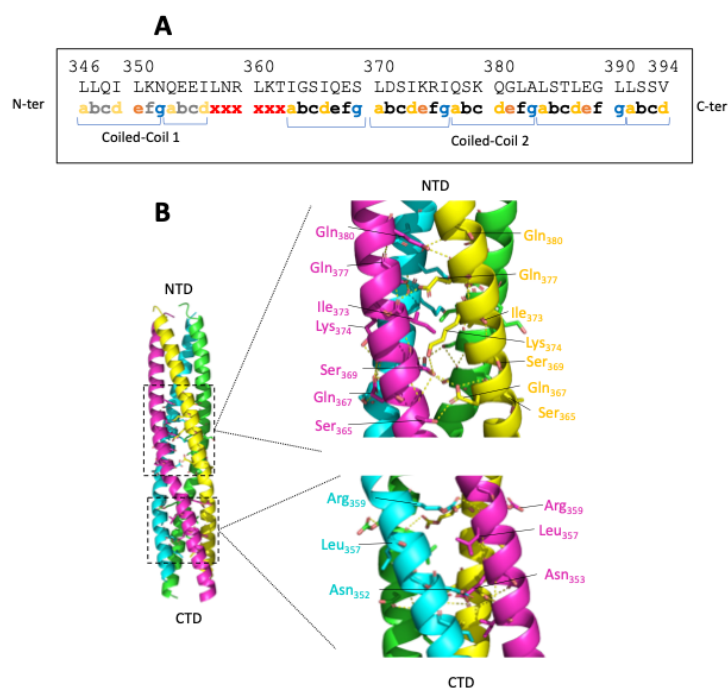 A
346 350 360 370 380 390 394
LLQI LKNQEEILNR LKTIGSIQES LDSIKRIQSK QGLALSTLEG LLSSV
N-ter abcd efgabcdxxx xxxabcdefg abcdefgabc defgabcdef gabcd C-ter
Coiled-Coil 1 Coiled-Coil 2
B
NTD
NTD
Gln380 Gln380
Gln377 Gln377
Ile373 Ile373
Lys374 Lys374
Ser369 Ser369
Gln367 Gln367
Ser365 Ser365
Arg359 Arg359
Leu357 Leu357
Asn352 Asn353
CTD
CTD